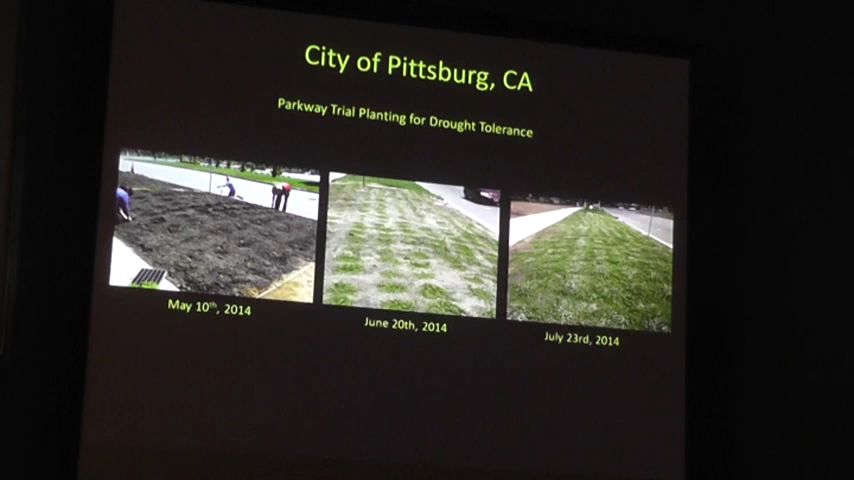 City of Pittsburg, CA
Parkway Trial Planting for Drought Tolerance
May 10th, 2014
June 20th, 2014
July 23rd, 2014